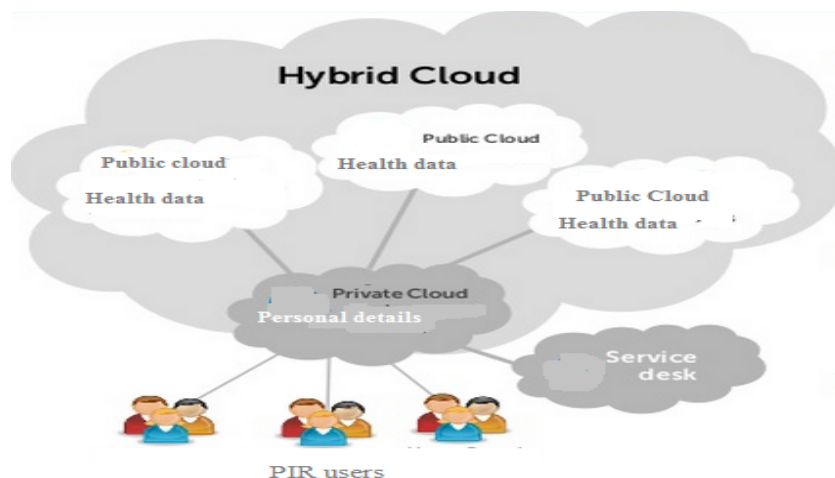 Hybrid Cloud
Public Cloud
Health data
Public cloud
Health data
Public Cloud
Health data
Private Cloud
Personal details
Service
desk
PIR users